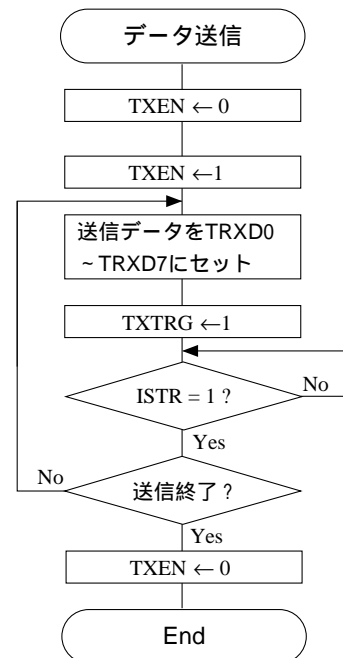 データ送信
TXEN ← 0
TXEN ←1
送信データをTRXD0
~ TRXD7にセット
TXTRG ←1
ISTR = 1 ?
No
Yes
No
送信終了 ?
Yes
TXEN ← 0
End